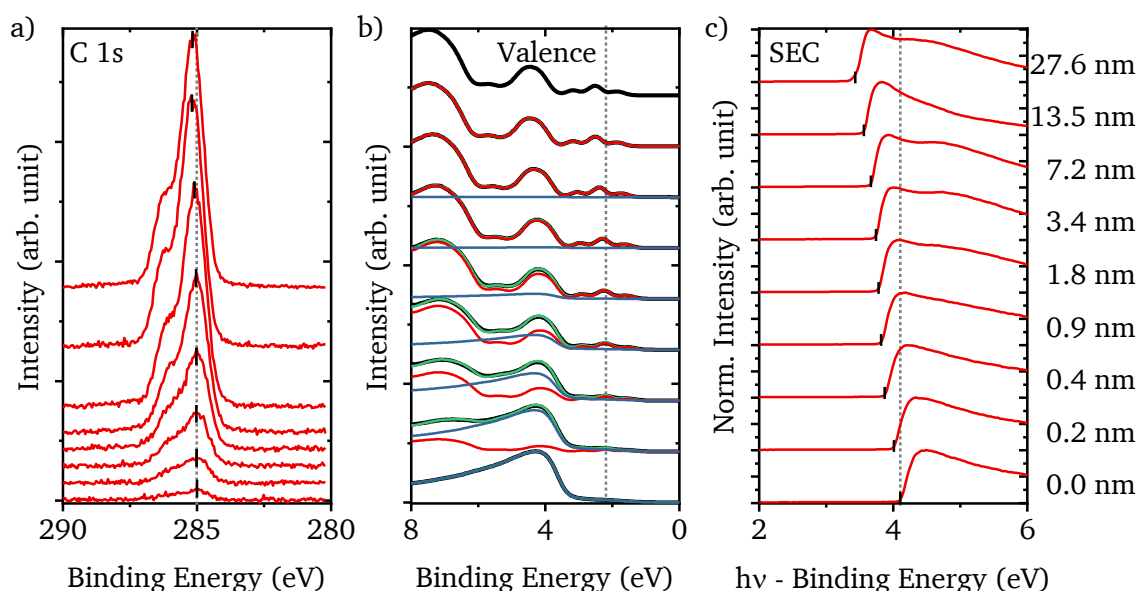 a)
C 1s
Intensity (arb. unit)
290
285
280
Binding Energy (eV)
b)
Valence
Intensity (arb. unit)
8
4
0
Binding Energy (eV)
c)
SEC
Norm. Intensity (arb. unit)
27.6 nm
13.5 nm
7.2 nm
3.4 nm
1.8 nm
0.9 nm
0.4 nm
0.2 nm
0.0 nm
2
4
6
hν - Binding Energy (eV)